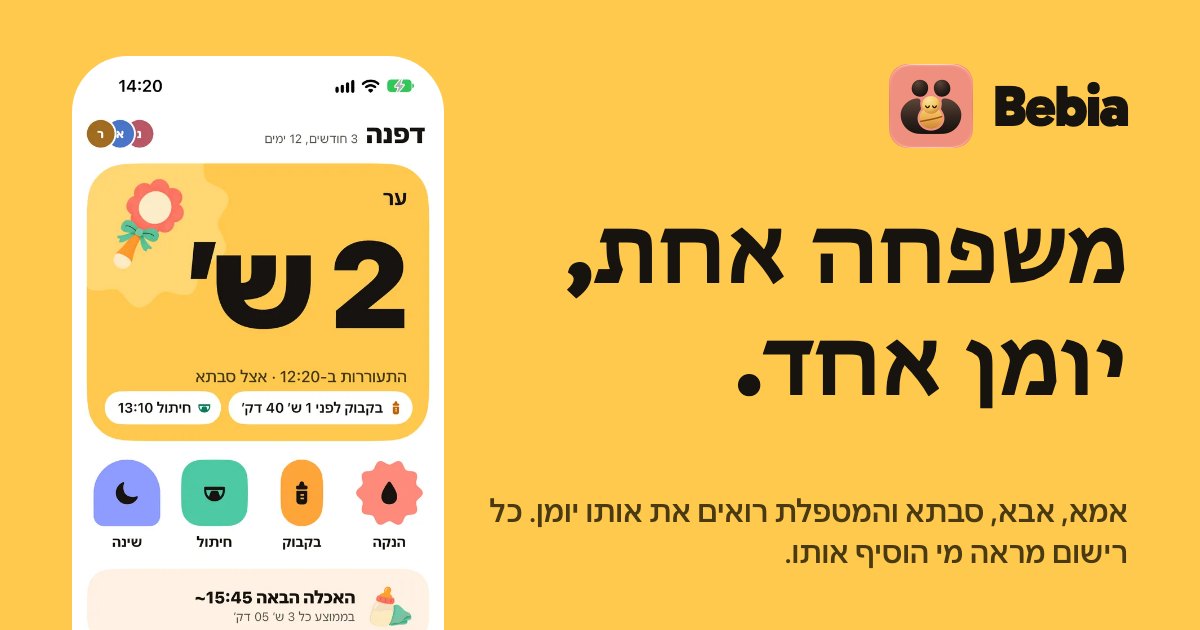 Bebia
משפחה אחת,
יומן אחד.
אמא, אבא, סבתא והמטפלת רואים את אותו יומן. כל
רישום מראה מי הוסיף אותו.
14:20
דפנה 3 חודשים, 12 ימים
נ א ר
ער
2 ש׳
התעוררות ב-12:20 · אצל סבתא
בקבוק לפני 1 ש׳ 40 דק׳ חיתול 13:10
הנקה בקבוק חיתול שינה
האכלה הבאה ~15:45
בממוצע כל 3 ש׳ 05 דק׳